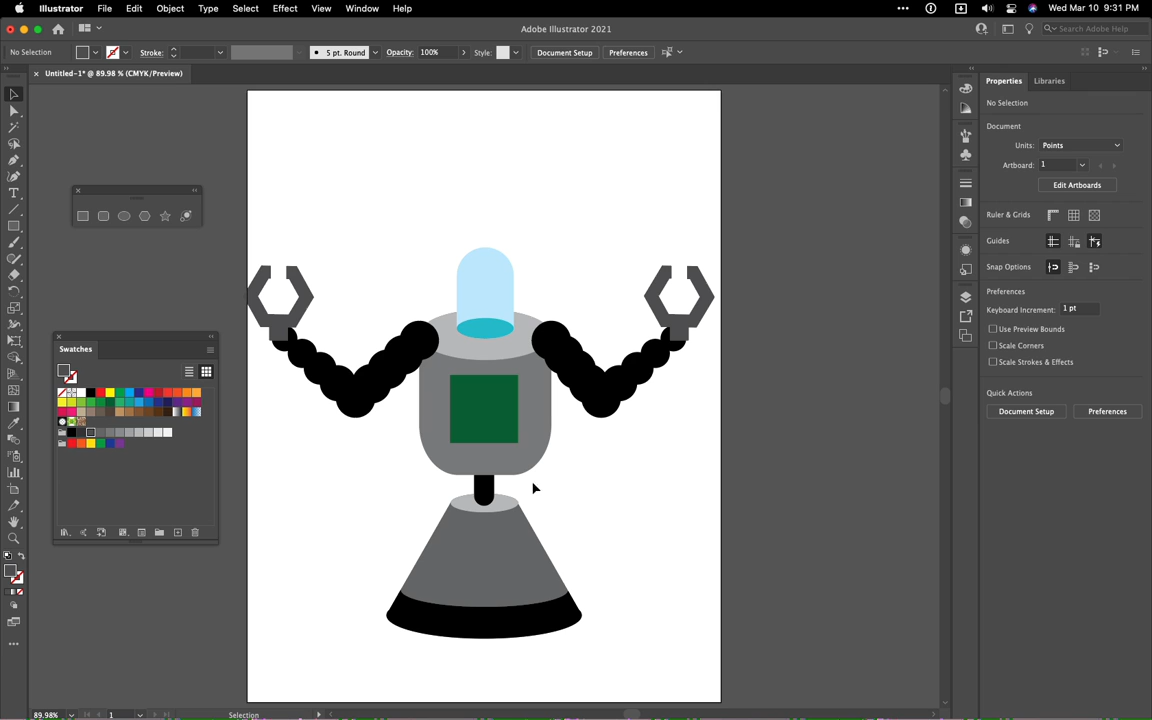 Illustrator File Edit Object Type Select Effect View Window Help Wed Mar 10 9:31 PM
Adobe Illustrator 2021 Search Adobe Help
No Selection Stroke: 5 pt. Round Opacity: 100% Style: Document Setup Preferences
Untitled-1* @ 89.98 % (CMYK/Preview)
Properties Libraries
No Selection
Document
Units: Points
Artboard: 1
Edit Artboards
Ruler & Grids
Guides
Snap Options
Preferences
Keyboard Increment: 1 pt
Use Preview Bounds
Scale Corners
Scale Strokes & Effects
Quick Actions
Document Setup Preferences
Swatches
89.98% 1 Selection